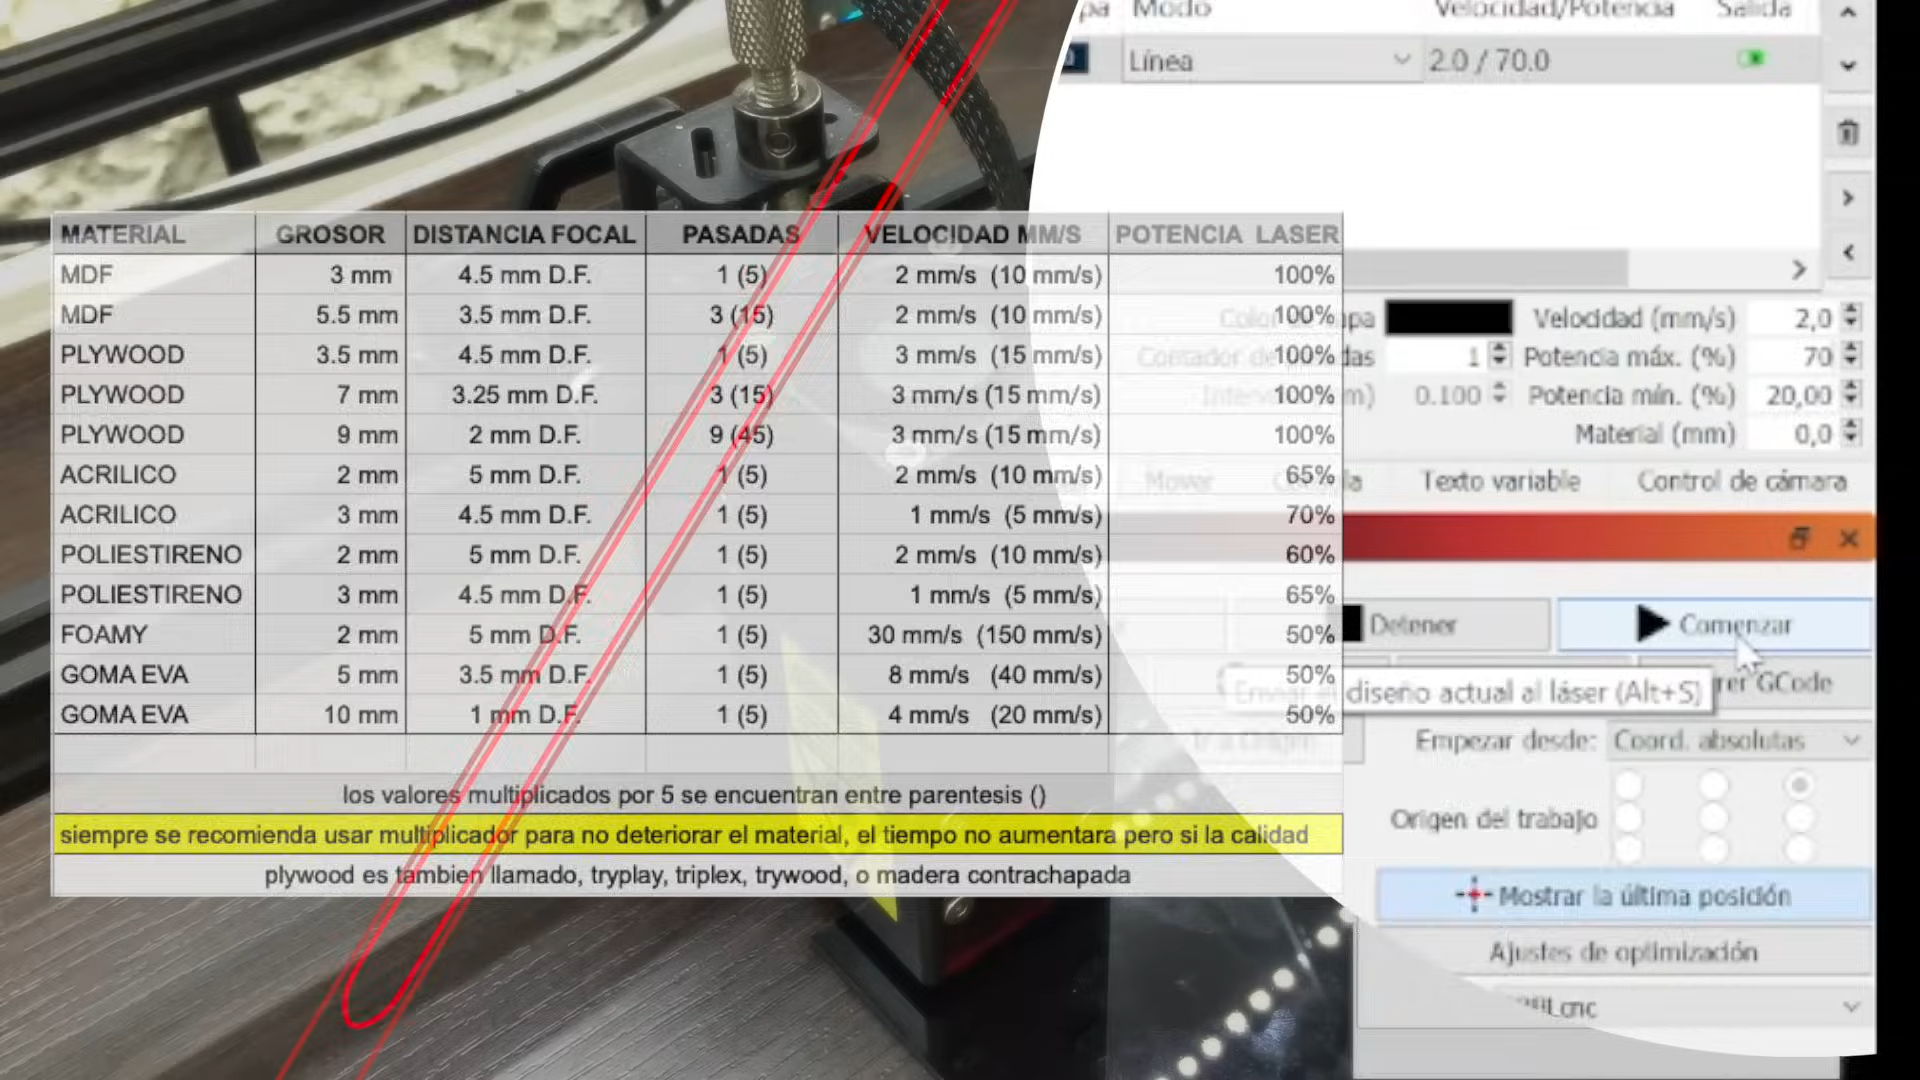 Modo Velocidad/Potencia Salida
Línea 2.0 / 70.0
MATERIAL GROSOR DISTANCIA FOCAL PASADAS VELOCIDAD MM/S POTENCIA LASER
MDF 3 mm 4.5 mm D.F. 1 (5) 2 mm/s (10 mm/s) 100%
MDF 5.5 mm 3.5 mm D.F. 3 (15) 2 mm/s (10 mm/s) 100%
PLYWOOD 3.5 mm 4.5 mm D.F. 1 (5) 3 mm/s (15 mm/s) 100%
PLYWOOD 7 mm 3.25 mm D.F. 3 (15) 3 mm/s (15 mm/s) 100%
PLYWOOD 9 mm 2 mm D.F. 9 (45) 3 mm/s (15 mm/s) 100%
ACRILICO 2 mm 5 mm D.F. 1 (5) 2 mm/s (10 mm/s) 65%
ACRILICO 3 mm 4.5 mm D.F. 1 (5) 1 mm/s (5 mm/s) 70%
POLIESTIRENO 2 mm 5 mm D.F. 1 (5) 2 mm/s (10 mm/s) 60%
POLIESTIRENO 3 mm 4.5 mm D.F. 1 (5) 1 mm/s (5 mm/s) 65%
FOAMY 2 mm 5 mm D.F. 1 (5) 30 mm/s (150 mm/s) 50%
GOMA EVA 5 mm 3.5 mm D.F. 1 (5) 8 mm/s (40 mm/s) 50%
GOMA EVA 10 mm 1 mm D.F. 1 (5) 4 mm/s (20 mm/s) 50%
los valores multiplicados por 5 se encuentran entre parentesis ()
siempre se recomienda usar multiplicador para no deteriorar el material, el tiempo no aumentara pero si la calidad
plywood es tambien llamado, tryplay, triplex, trywood, o madera contrachapada
Color Velocidad (mm/s) 2,0
Contador de 1 Potencia máx. (%) 70
0.100 Potencia mín. (%) 20,00
Material (mm) 0,0
Mover Texto variable Control de cámara
Detener Comenzar
diseño actual al láser (Alt+S) GCode
Empezar desde: Coord. absolutas
Origen del trabajo
Mostrar la última posición
Ajustes de optimización